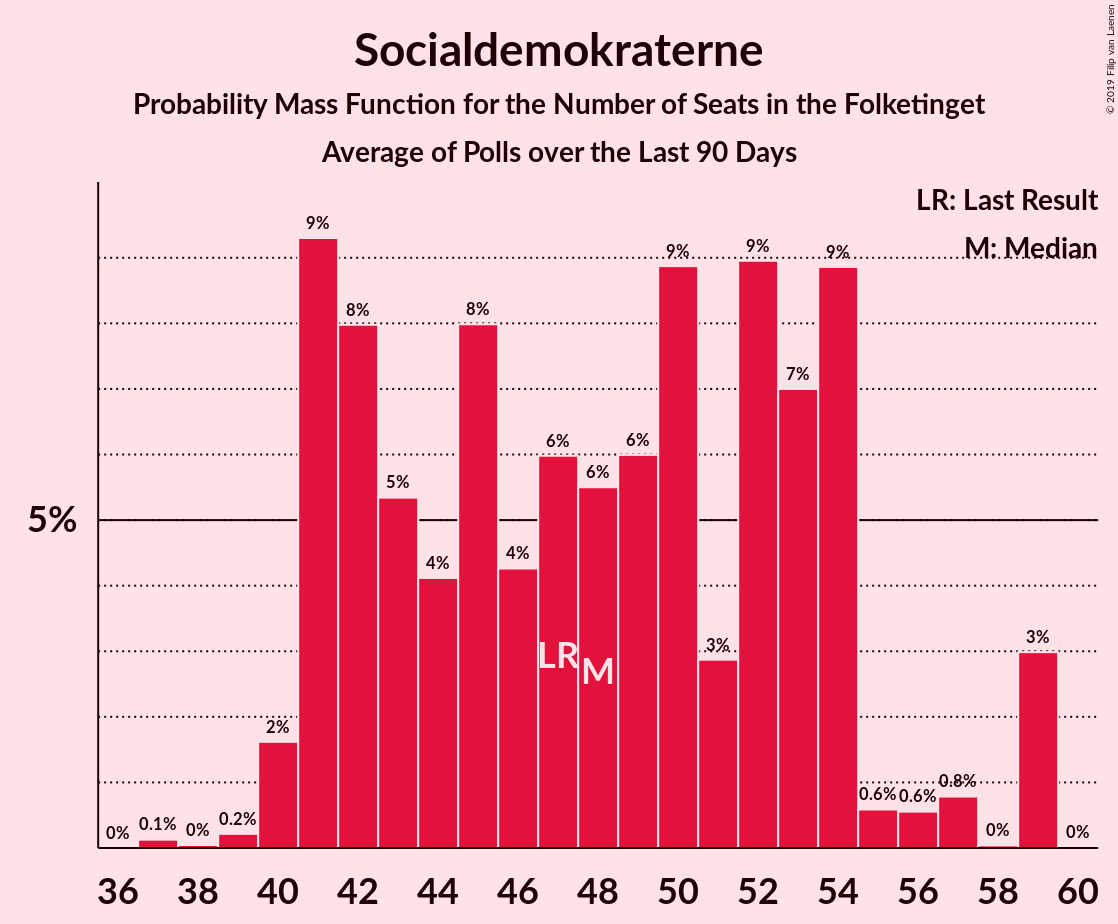 Socialdemokraterne
Probability Mass Function for the Number of Seats in the Folketinget
Average of Polls over the Last 90 Days
© 2019 Filip van Laenen
LR: Last Result
M: Median
5%
0%
0.1%
0%
0.2%
2%
9%
8%
5%
4%
8%
4%
6%
6%
6%
9%
3%
9%
7%
9%
0.6%
0.6%
0.8%
0%
3%
0%
LR
M
36 38 40 42 44 46 48 50 52 54 56 58 60